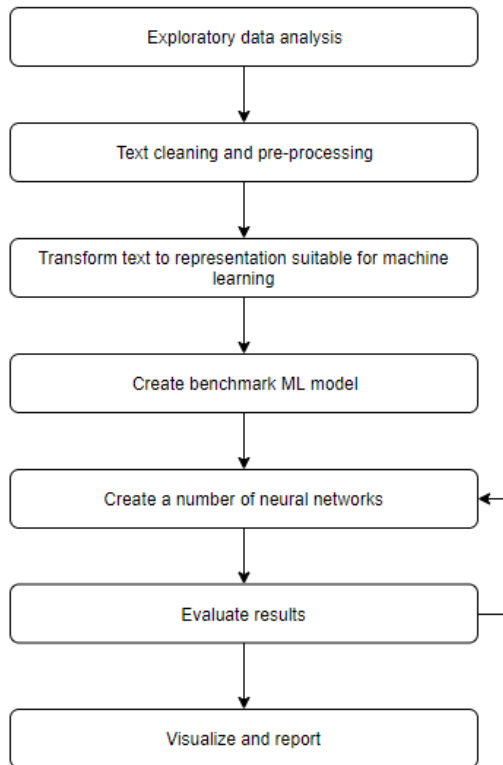 Exploratory data analysis
Text cleaning and pre-processing
Transform text to representation suitable for machine
learning
Create benchmark ML model
Create a number of neural networks
Evaluate results
Visualize and report